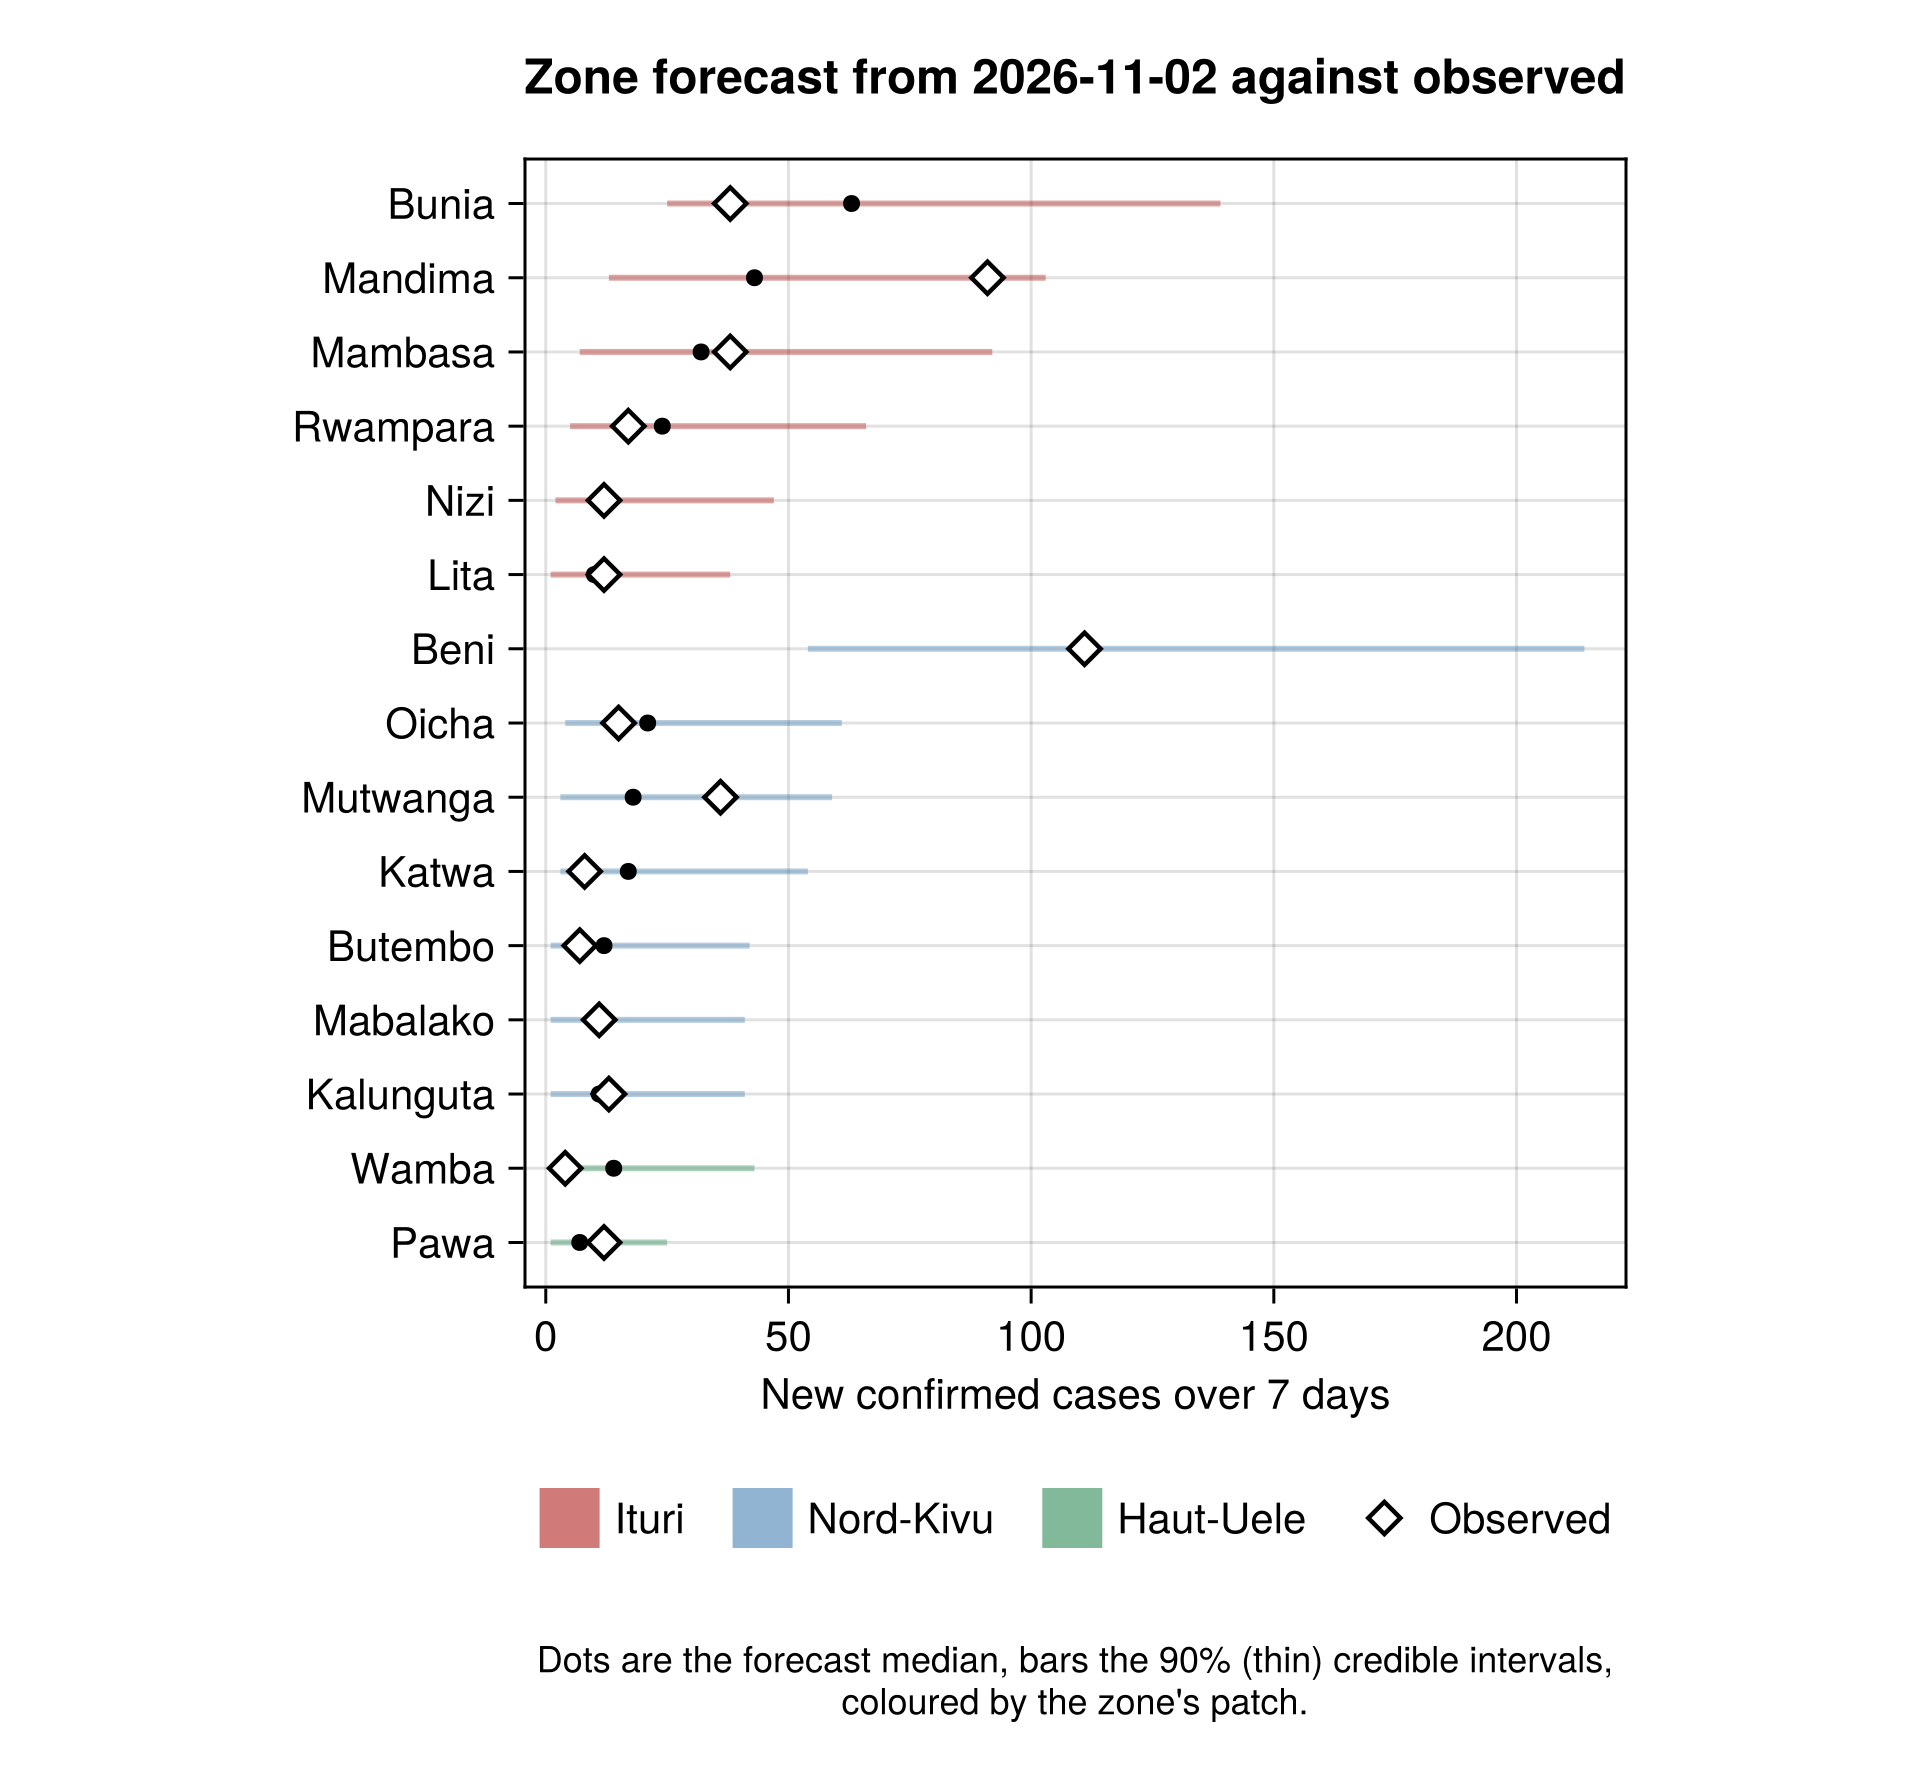 Zone forecast from 2026-11-02 against observed
Bunia
Mandima
Mambasa
Rwampara
Nizi
Lita
Beni
Oicha
Mutwanga
Katwa
Butembo
Mabalako
Kalunguta
Wamba
Pawa
0 50 100 150 200
New confirmed cases over 7 days
Ituri Nord-Kivu Haut-Uele Observed
Dots are the forecast median, bars the 90% (thin) credible intervals,
coloured by the zone's patch.